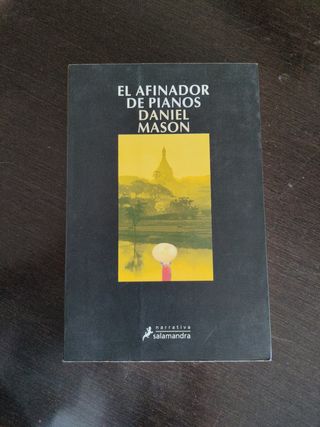 EL AFINADOR
DE PIANOS
DANIEL
MASON
narrativa
salamandra